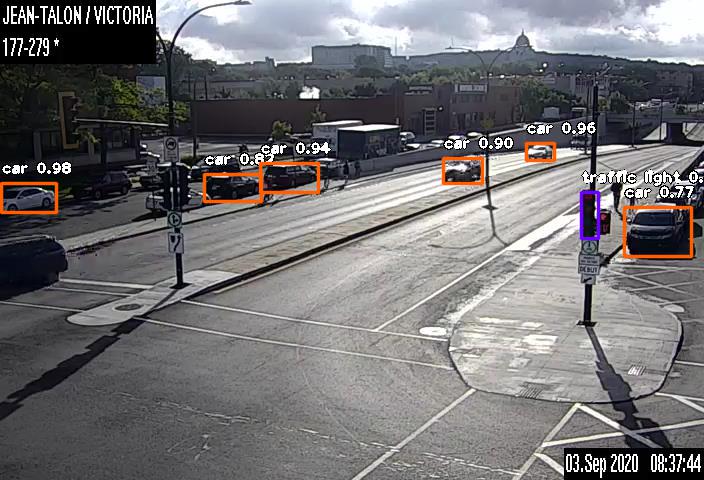 JEAN-TALON / VICTORIA
177-279 *
car 0.96
car 0.94
car 0.90
car 0.82
car 0.98
traffic light 0.
car 0.77
DÉBUT
03.Sep 2020 08:37:44